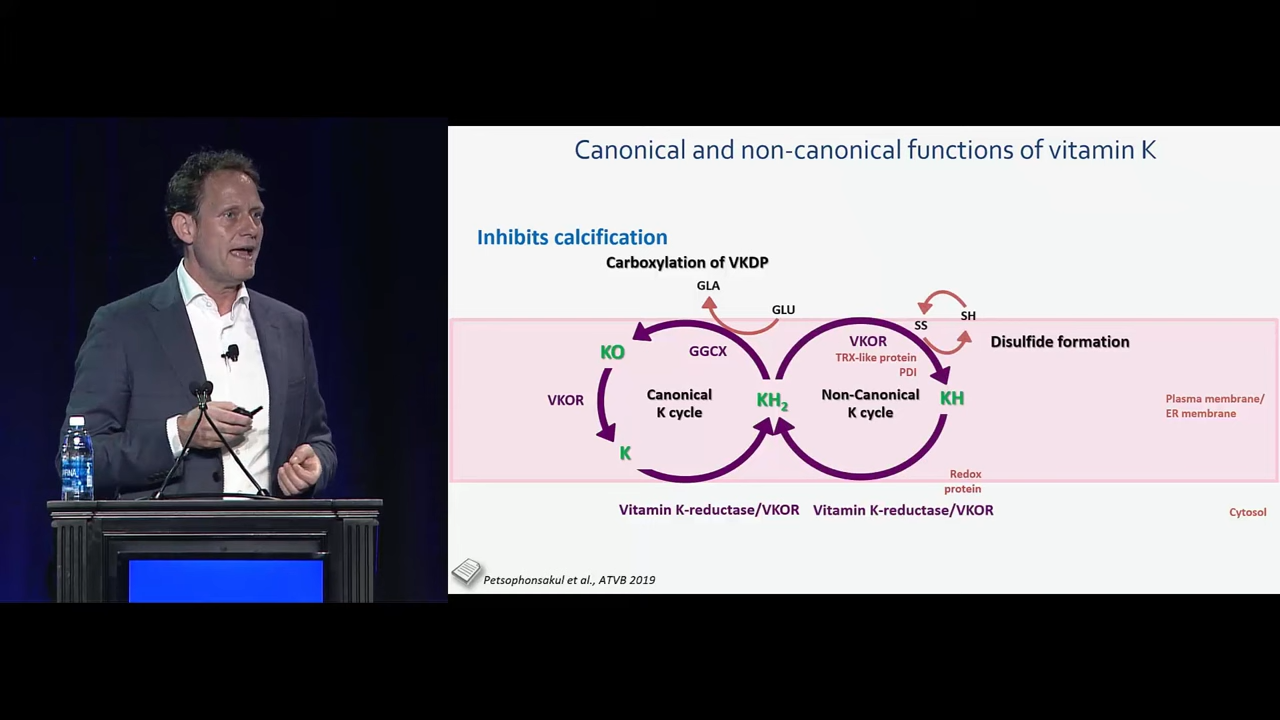 Canonical and non-canonical functions of vitamin K
Inhibits calcification
Carboxylation of VKDP
GLA
GLU
SS
SH
Disulfide formation
KO
GGCX
VKOR
TRX-like protein
PDI
VKOR
Canonical
K cycle
KH₂
Non-Canonical
K cycle
KH
Plasma membrane/
ER membrane
K
Redox
protein
Vitamin K-reductase/VKOR
Vitamin K-reductase/VKOR
Cytosol
Petsophonsakul et al., ATVB 2019